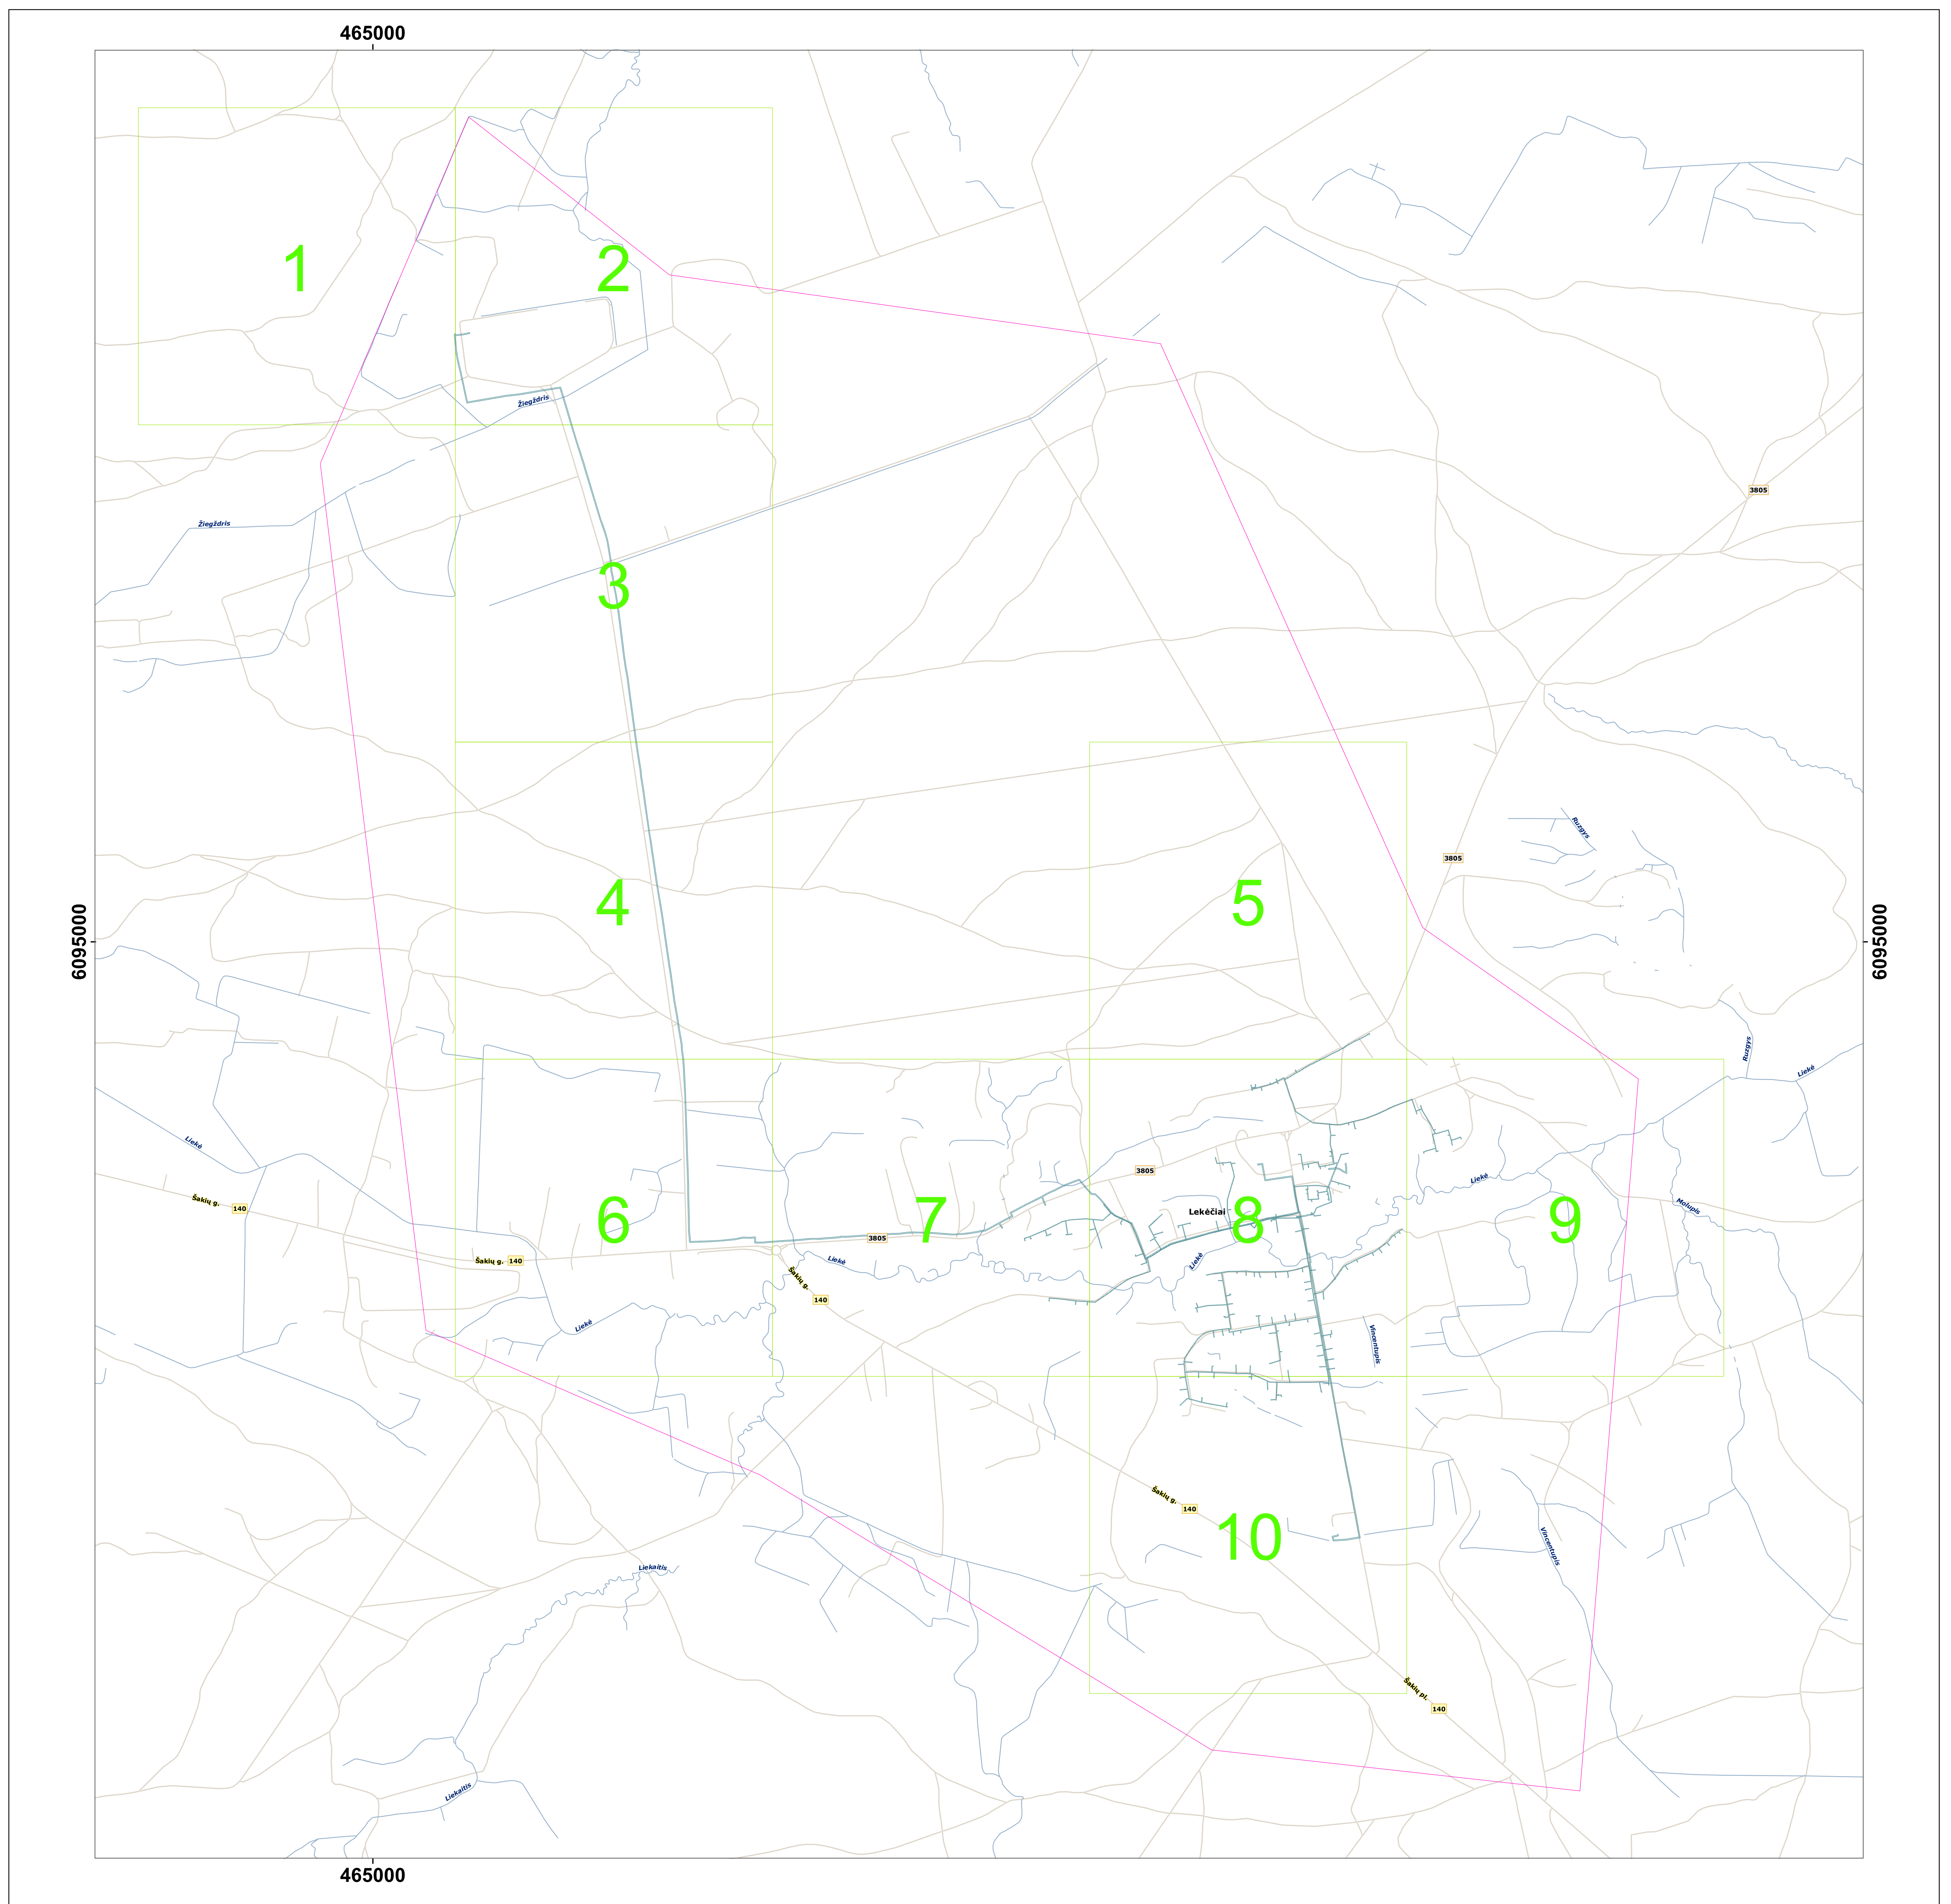 465000
1
2
Žiegždris
3805
Žiegždris
3
Ruzgys
3805
4
5
6095000
6095000
Ruzgys
Liekė
Liekė
3805
Liekė
Šakių g.
140
Molupis
6
7
Lekėčiai
8
9
3805
Šakių g.
140
Liekė
Liekė
Šakių g.
140
Liekė
Vincentupis
Šakių g.
140
10
Vincentupis
Liekaitis
Šakių pl.
140
Liekaitis
465000